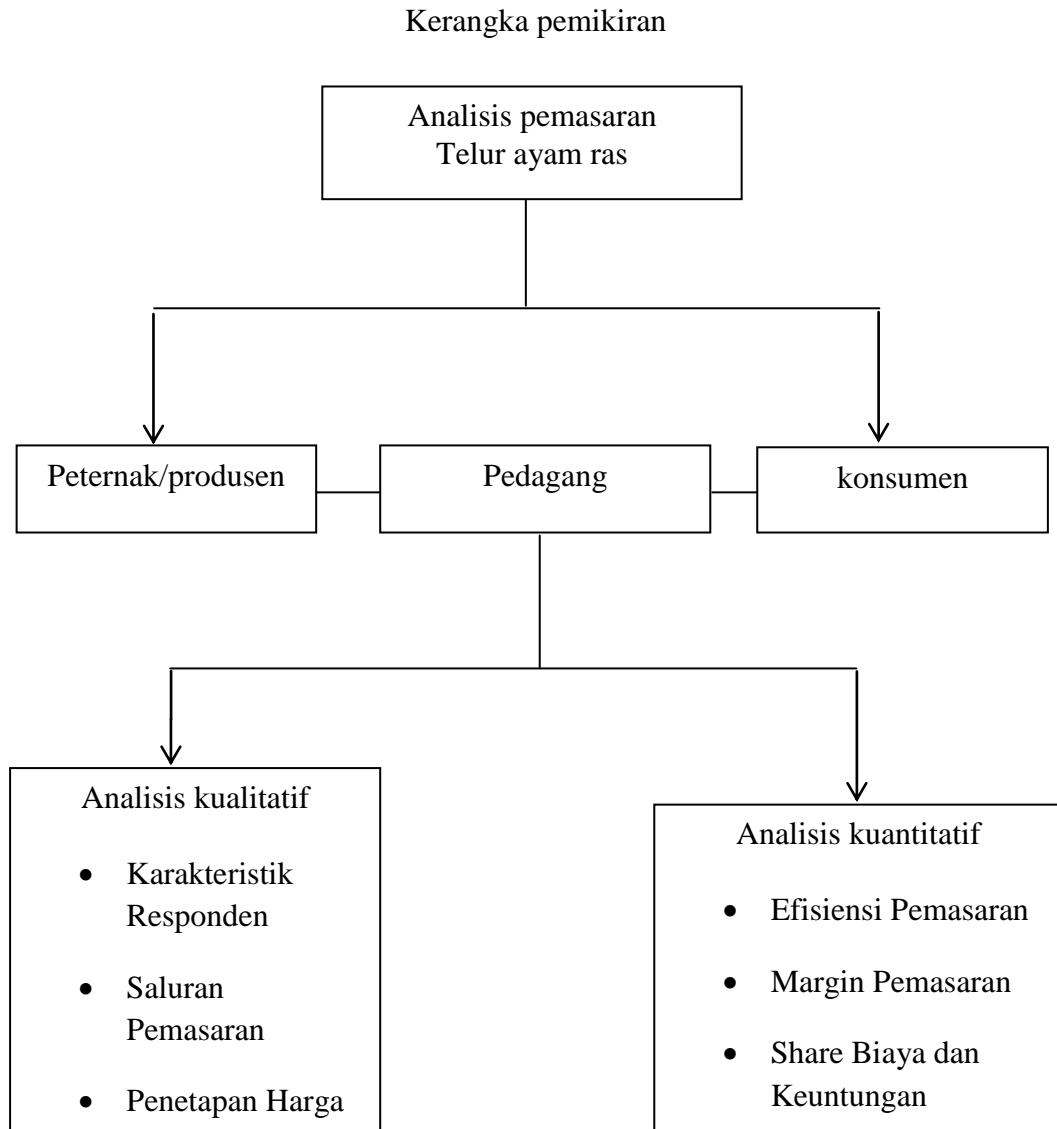 Kerangka pemikiran
Analisis pemasaran
Telur ayam ras
Peternak/produsen
Pedagang
konsumen
Analisis kualitatif
• Karakteristik
Responden
• Saluran
Pemasaran
• Penetapan Harga
Analisis kuantitatif
• Efisiensi Pemasaran
• Margin Pemasaran
• Share Biaya dan
Keuntungan